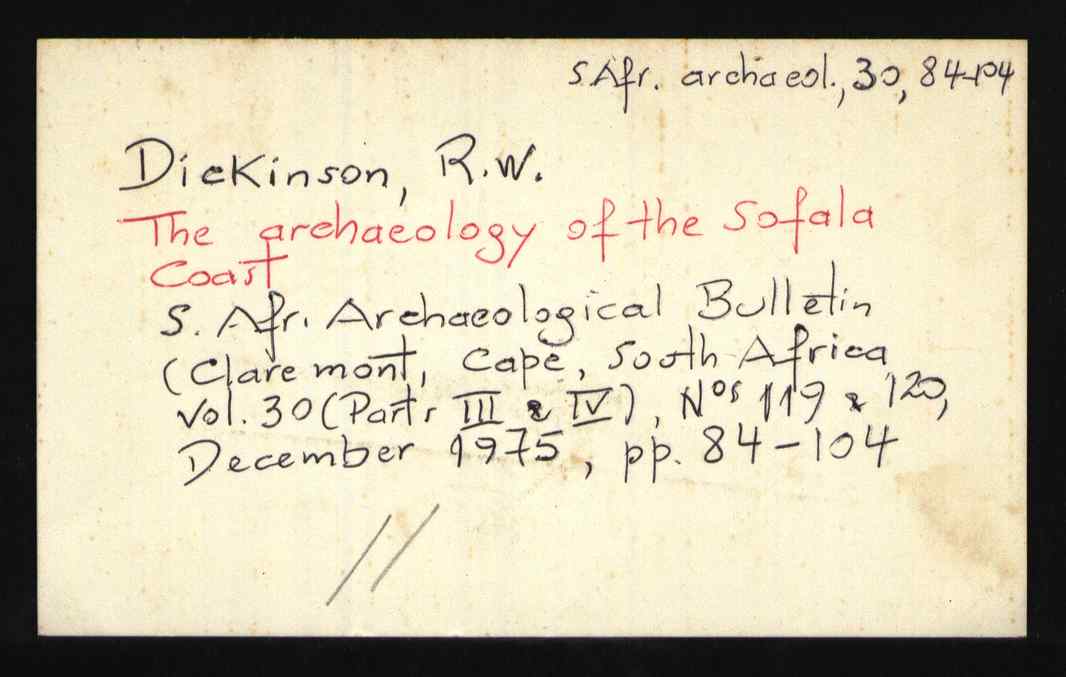 S.Afr. archaeol., 30, 84-104
Dickinson, R.W.
The archaeology of the Sofala
Coast
S. Afr. Archaeological Bulletin
(Claremont, Cape, South Africa
Vol. 30 (Parts III & IV), Nos 119 & 120,
December 1975, pp. 84-104